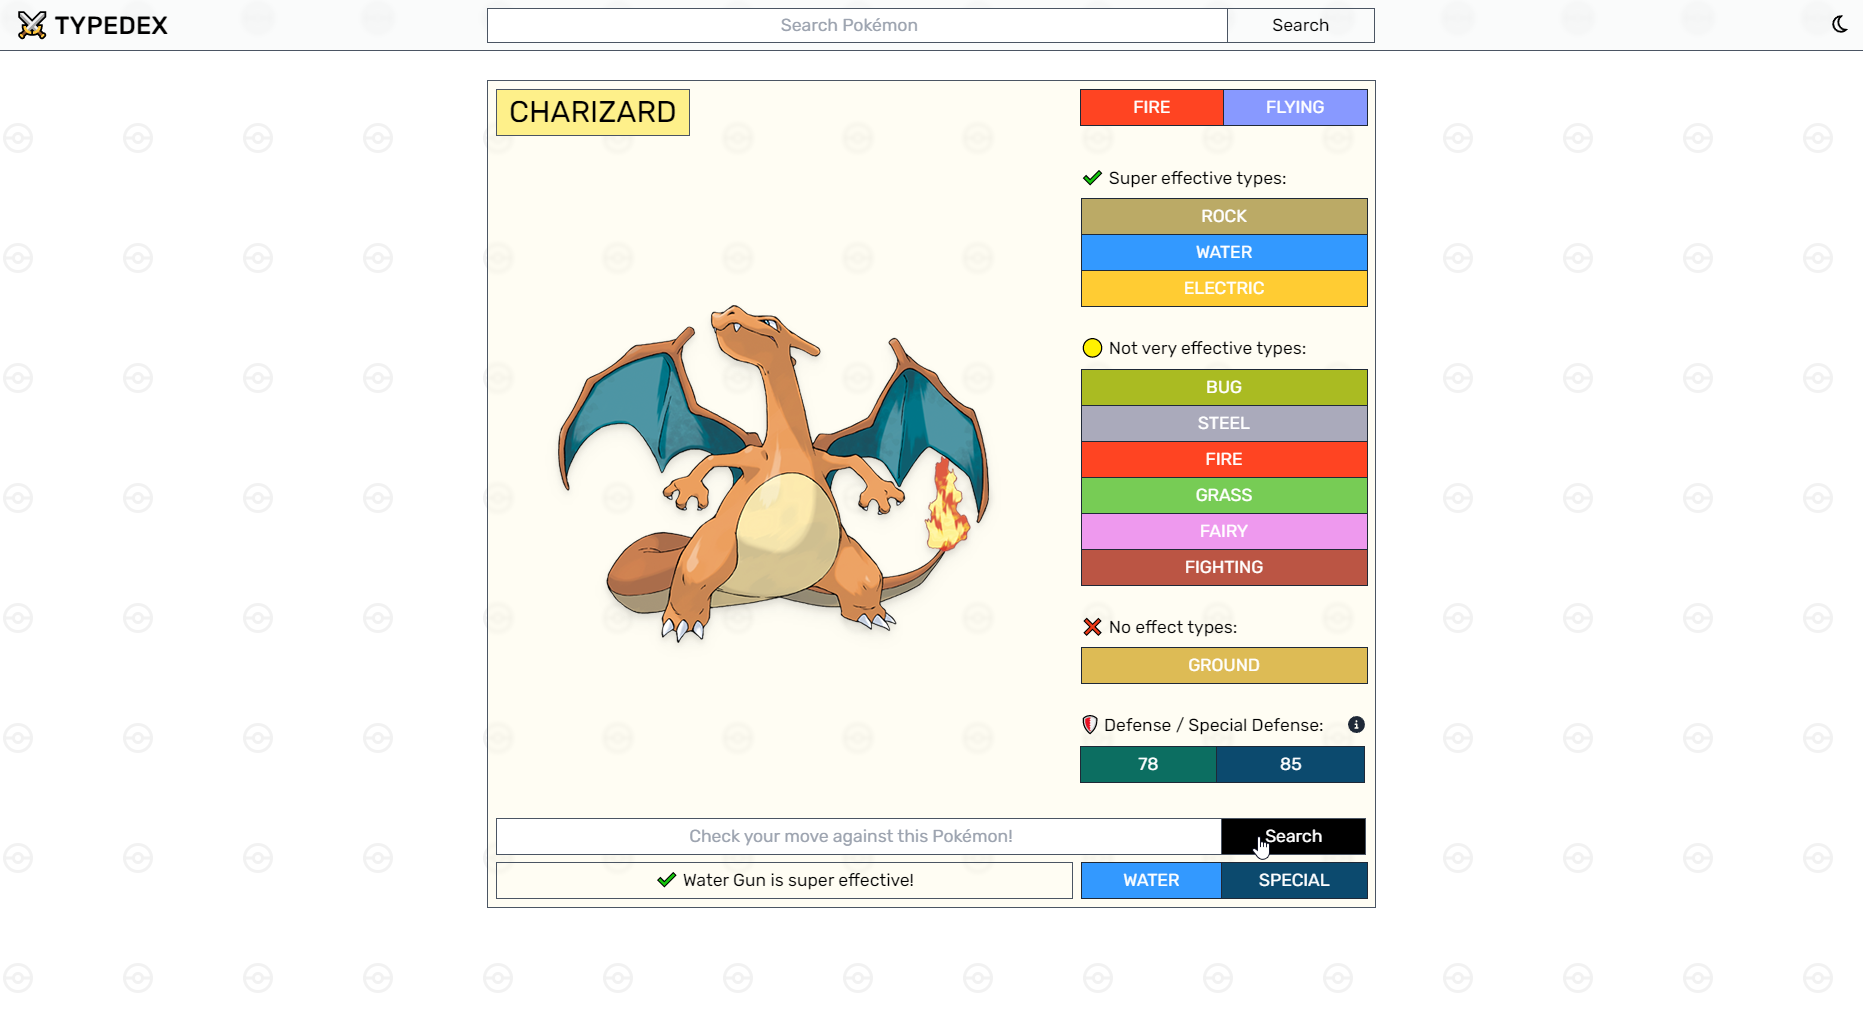 TYPEDEX
Search Pokémon
Search
CHARIZARD
FIRE
FLYING
Super effective types:
ROCK
WATER
ELECTRIC
Not very effective types:
BUG
STEEL
FIRE
GRASS
FAIRY
FIGHTING
No effect types:
GROUND
Defense / Special Defense:
78
85
Check your move against this Pokémon!
Search
Water Gun is super effective!
WATER
SPECIAL